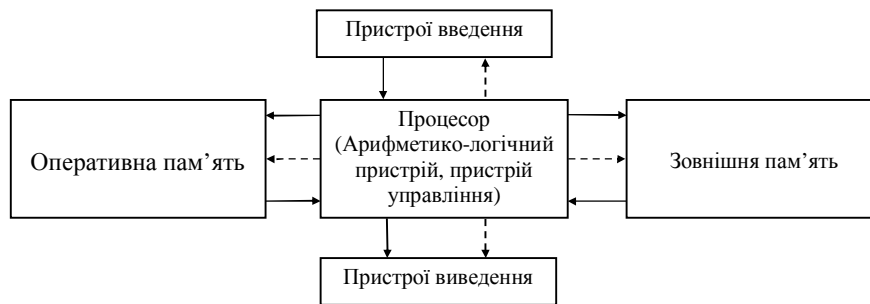 Пристрої введення
Оперативна пам’ять
Процесор
(Арифметико-логічний
пристрій, пристрій
управління)
Зовнішня пам’ять
Пристрої виведення